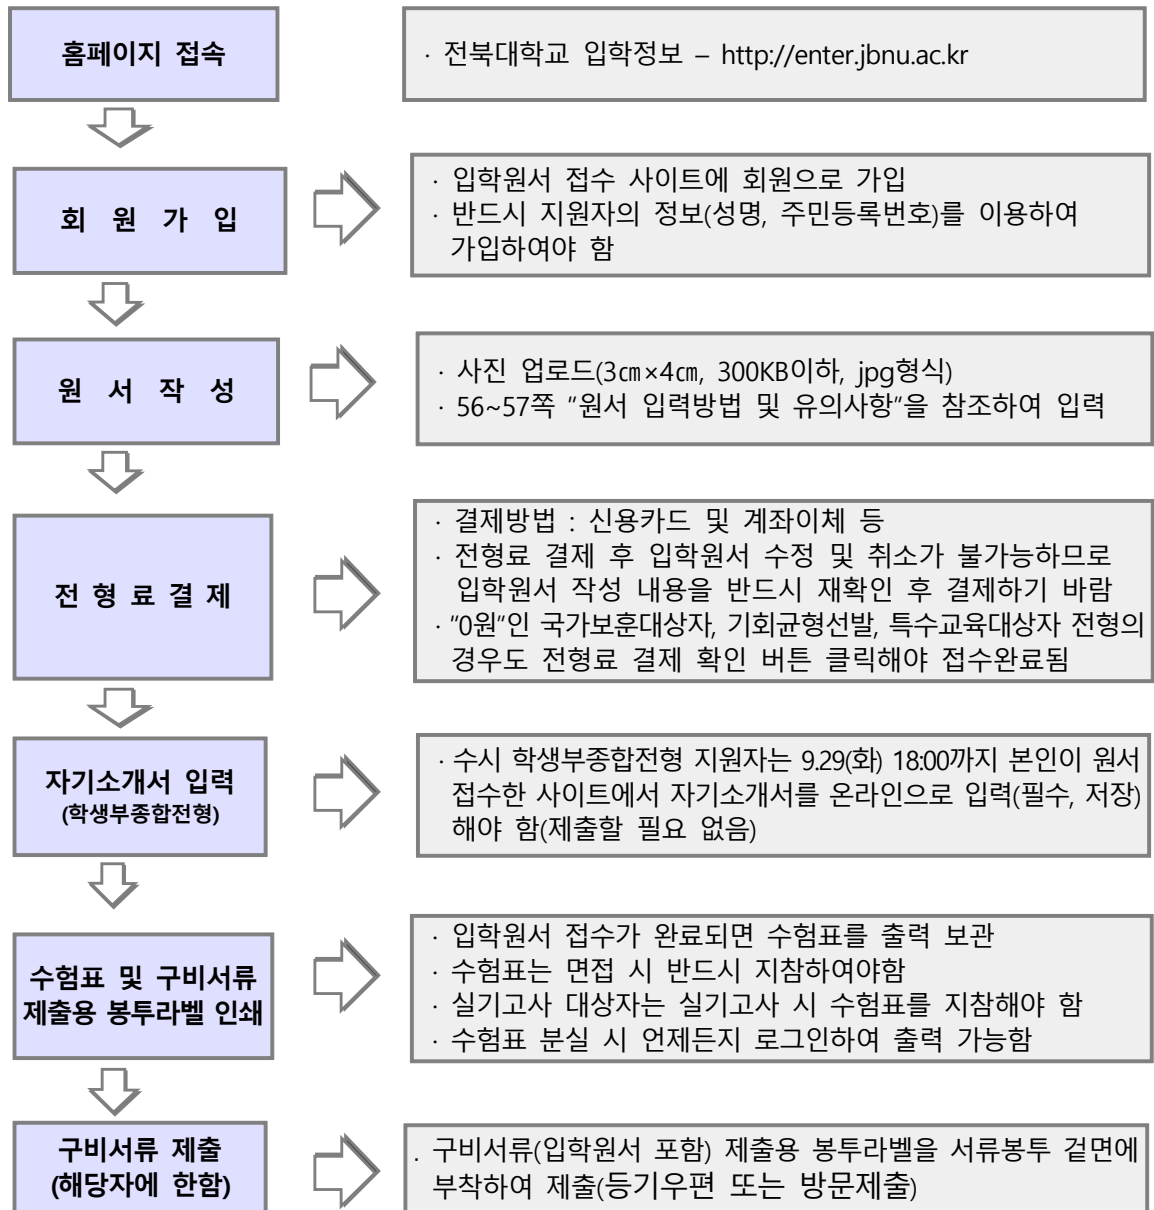 홈페이지 접속
· 전북대학교 입학정보 – http://enter.jbnu.ac.kr
회 원 가 입
· 입학원서 접수 사이트에 회원으로 가입
· 반드시 지원자의 정보(성명, 주민등록번호)를 이용하여
가입하여야 함
원 서 작 성
· 사진 업로드(3㎝×4㎝, 300KB이하, jpg형식)
· 56~57쪽 “원서 입력방법 및 유의사항”을 참조하여 입력
전 형 료 결 제
· 결제방법 : 신용카드 및 계좌이체 등
· 전형료 결제 후 입학원서 수정 및 취소가 불가능하므로
입학원서 작성 내용을 반드시 재확인 후 결제하기 바람
· “0원”인 국가보훈대상자, 기회균형선발, 특수교육대상자 전형의
경우도 전형료 결제 확인 버튼 클릭해야 접수완료됨
자기소개서 입력
(학생부종합전형)
· 수시 학생부종합전형 지원자는 9.29(화) 18:00까지 본인이 원서
접수한 사이트에서 자기소개서를 온라인으로 입력(필수, 저장)
해야 함(제출할 필요 없음)
수험표 및 구비서류
제출용 봉투라벨 인쇄
· 입학원서 접수가 완료되면 수험표를 출력 보관
· 수험표는 면접 시 반드시 지참하여야함
· 실기고사 대상자는 실기고사 시 수험표를 지참해야 함
· 수험표 분실 시 언제든지 로그인하여 출력 가능함
구비서류 제출
(해당자에 한함)
. 구비서류(입학원서 포함) 제출용 봉투라벨을 서류봉투 겉면에
부착하여 제출(등기우편 또는 방문제출)